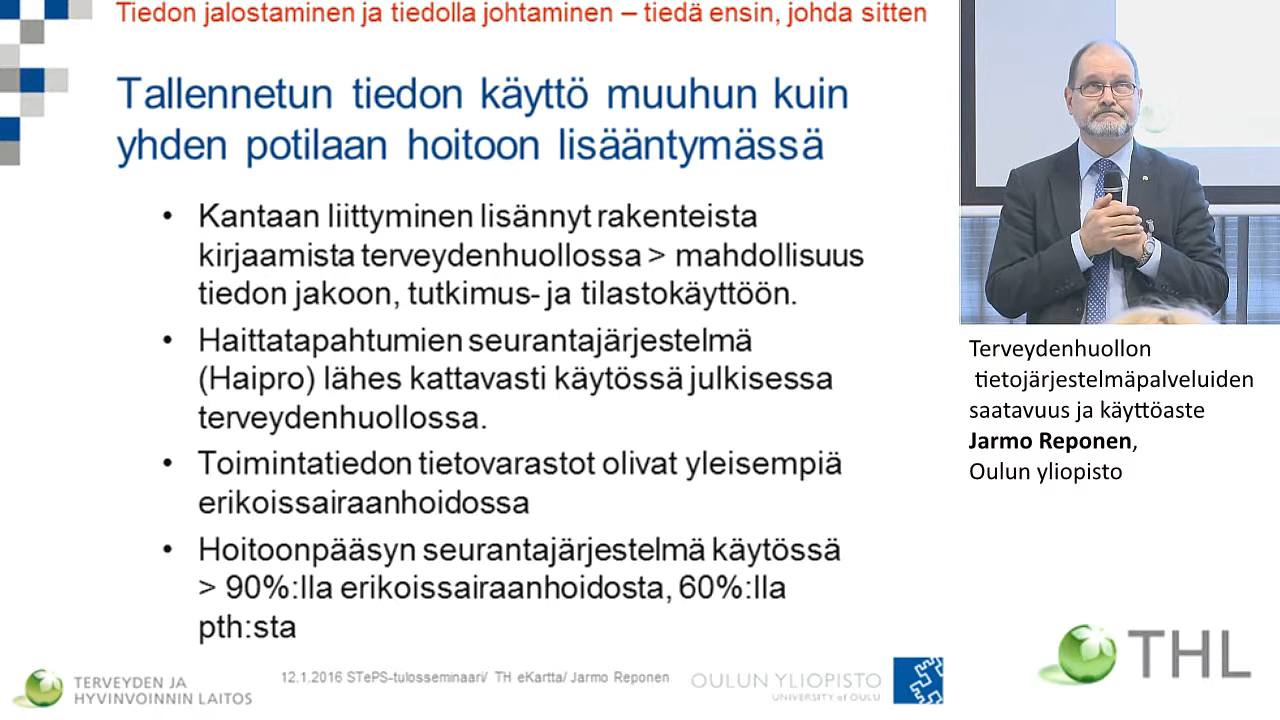 Tiedon jalostaminen ja tiedolla johtaminen – tiedä ensin, johda sitten
Tallennetun tiedon käyttö muuhun kuin
yhden potilaan hoitoon lisääntymässä
• Kantaan liittyminen lisännyt rakenteista
kirjaamista terveydenhuollossa > mahdollisuus
tiedon jakoon, tutkimus- ja tilastokäyttöön.
• Haittatapahtumien seurantajärjestelmä
(Haipro) lähes kattavasti käytössä julkisessa
terveydenhuollossa.
• Toimintatiedon tietovarastot olivat yleisempiä
erikoissairaanhoidossa
• Hoitoonpääsyn seurantajärjestelmä käytössä
> 90%:lla erikoissairaanhoidosta, 60%:lla
pth:sta
TERVEYDEN JA
HYVINVOINNIN LAITOS
12.1.2016 STePS-tulosseminaari/ TH eKartta/ Jarmo Reponen
OULUN YLIOPISTO
UNIVERSITY of OULU
Terveydenhuollon
tietojärjestelmäpalveluiden
saatavuus ja käyttöaste
Jarmo Reponen,
Oulun yliopisto
THL